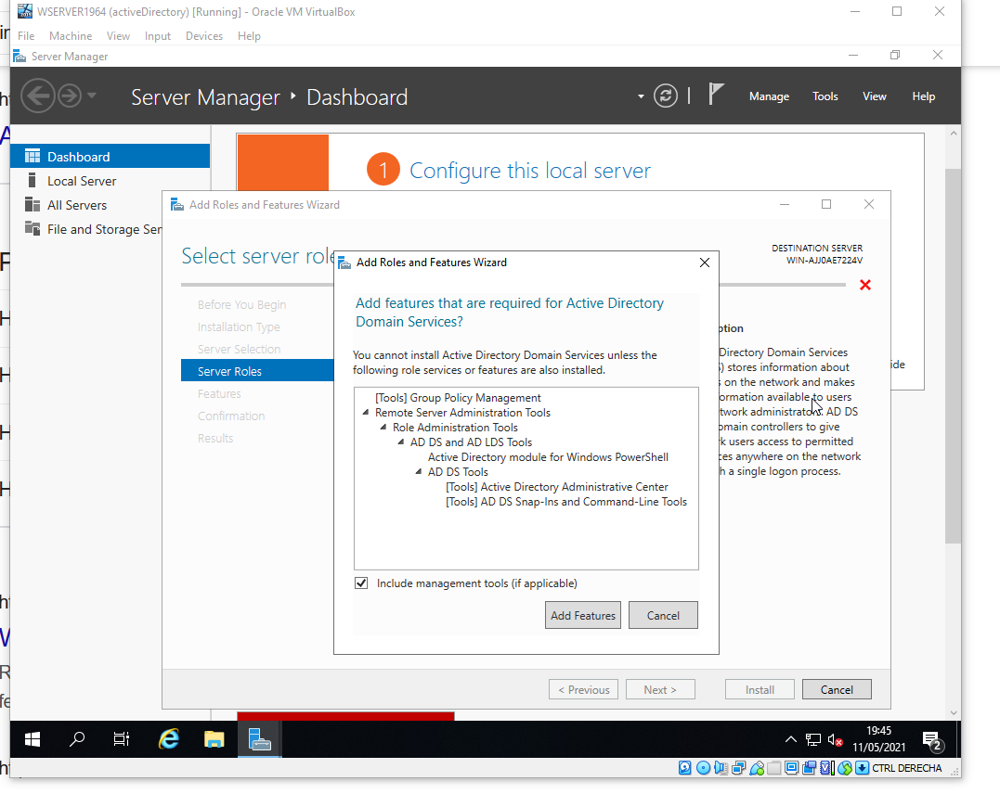 WSERVER1964 (activeDirectory) [Running] - Oracle VM VirtualBox
File Machine View Input Devices Help
Server Manager
Server Manager Dashboard
Manage Tools View Help
Dashboard
Local Server
All Servers
File and Storage Ser
1 Configure this local server
Add Roles and Features Wizard
Select server role
DESTINATION SERVER
WIN-AJJ0AE7224V
Before You Begin
Installation Type
Server Selection
Server Roles
Features
Confirmation
Results
Add Roles and Features Wizard
Add features that are required for Active Directory
Domain Services?
You cannot install Active Directory Domain Services unless the
following role services or features are also installed.
[Tools] Group Policy Management
Remote Server Administration Tools
Role Administration Tools
AD DS and AD LDS Tools
Active Directory module for Windows PowerShell
AD DS Tools
[Tools] Active Directory Administrative Center
[Tools] AD DS Snap-Ins and Command-Line Tools
Include management tools (if applicable)
Add Features Cancel
ption
Directory Domain Services
) stores information about
s on the network and makes
ormation available to users
twork administrators. AD DS
omain controllers to give
rk users access to permitted
ces anywhere on the network
h a single logon process.
ide
< Previous Next > Install Cancel
19:45
11/05/2021
2
CTRL DERECHA